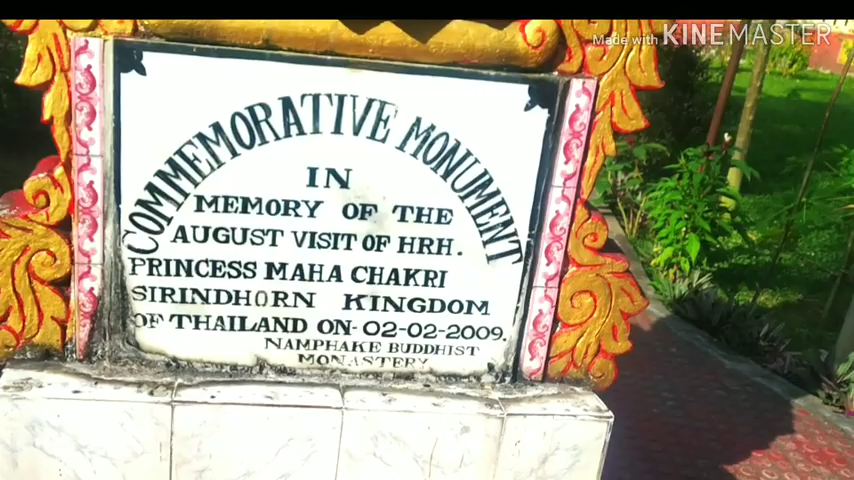 Made with KINEMASTER
COMMEMORATIVE MONUMENT
IN
MEMORY OF THE
AUGUST VISIT OF HRH.
PRINCESS MAHA CHAKRI
SIRINDHORN KINGDOM
OF THAILAND ON- 02-02-2009.
NAMPHAKE BUDDHIST
MONASTERY